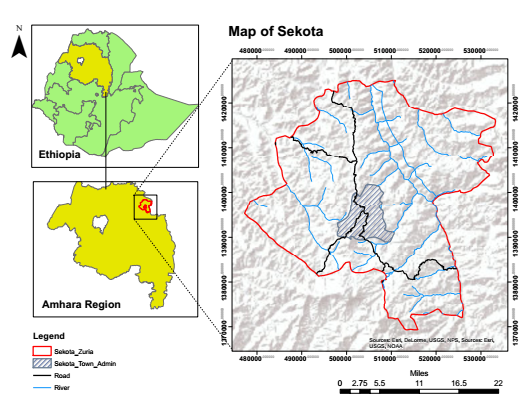 N
Map of Sekota
480000 490000 500000 510000 520000 530000
1420000
1410000
1400000
1390000
1380000
1370000
1420000
1410000
1400000
1390000
1380000
1370000
Ethiopia
Amhara Region
Sources: Esri, DeLorme, USGS, NPS, Sources: Esri,
USGS, NOAA
480000 490000 500000 510000 520000 530000
Legend
Sekota_Zuria
Sekota_Town_Admin
Road
River
Miles
0 2.75 5.5 11 16.5 22